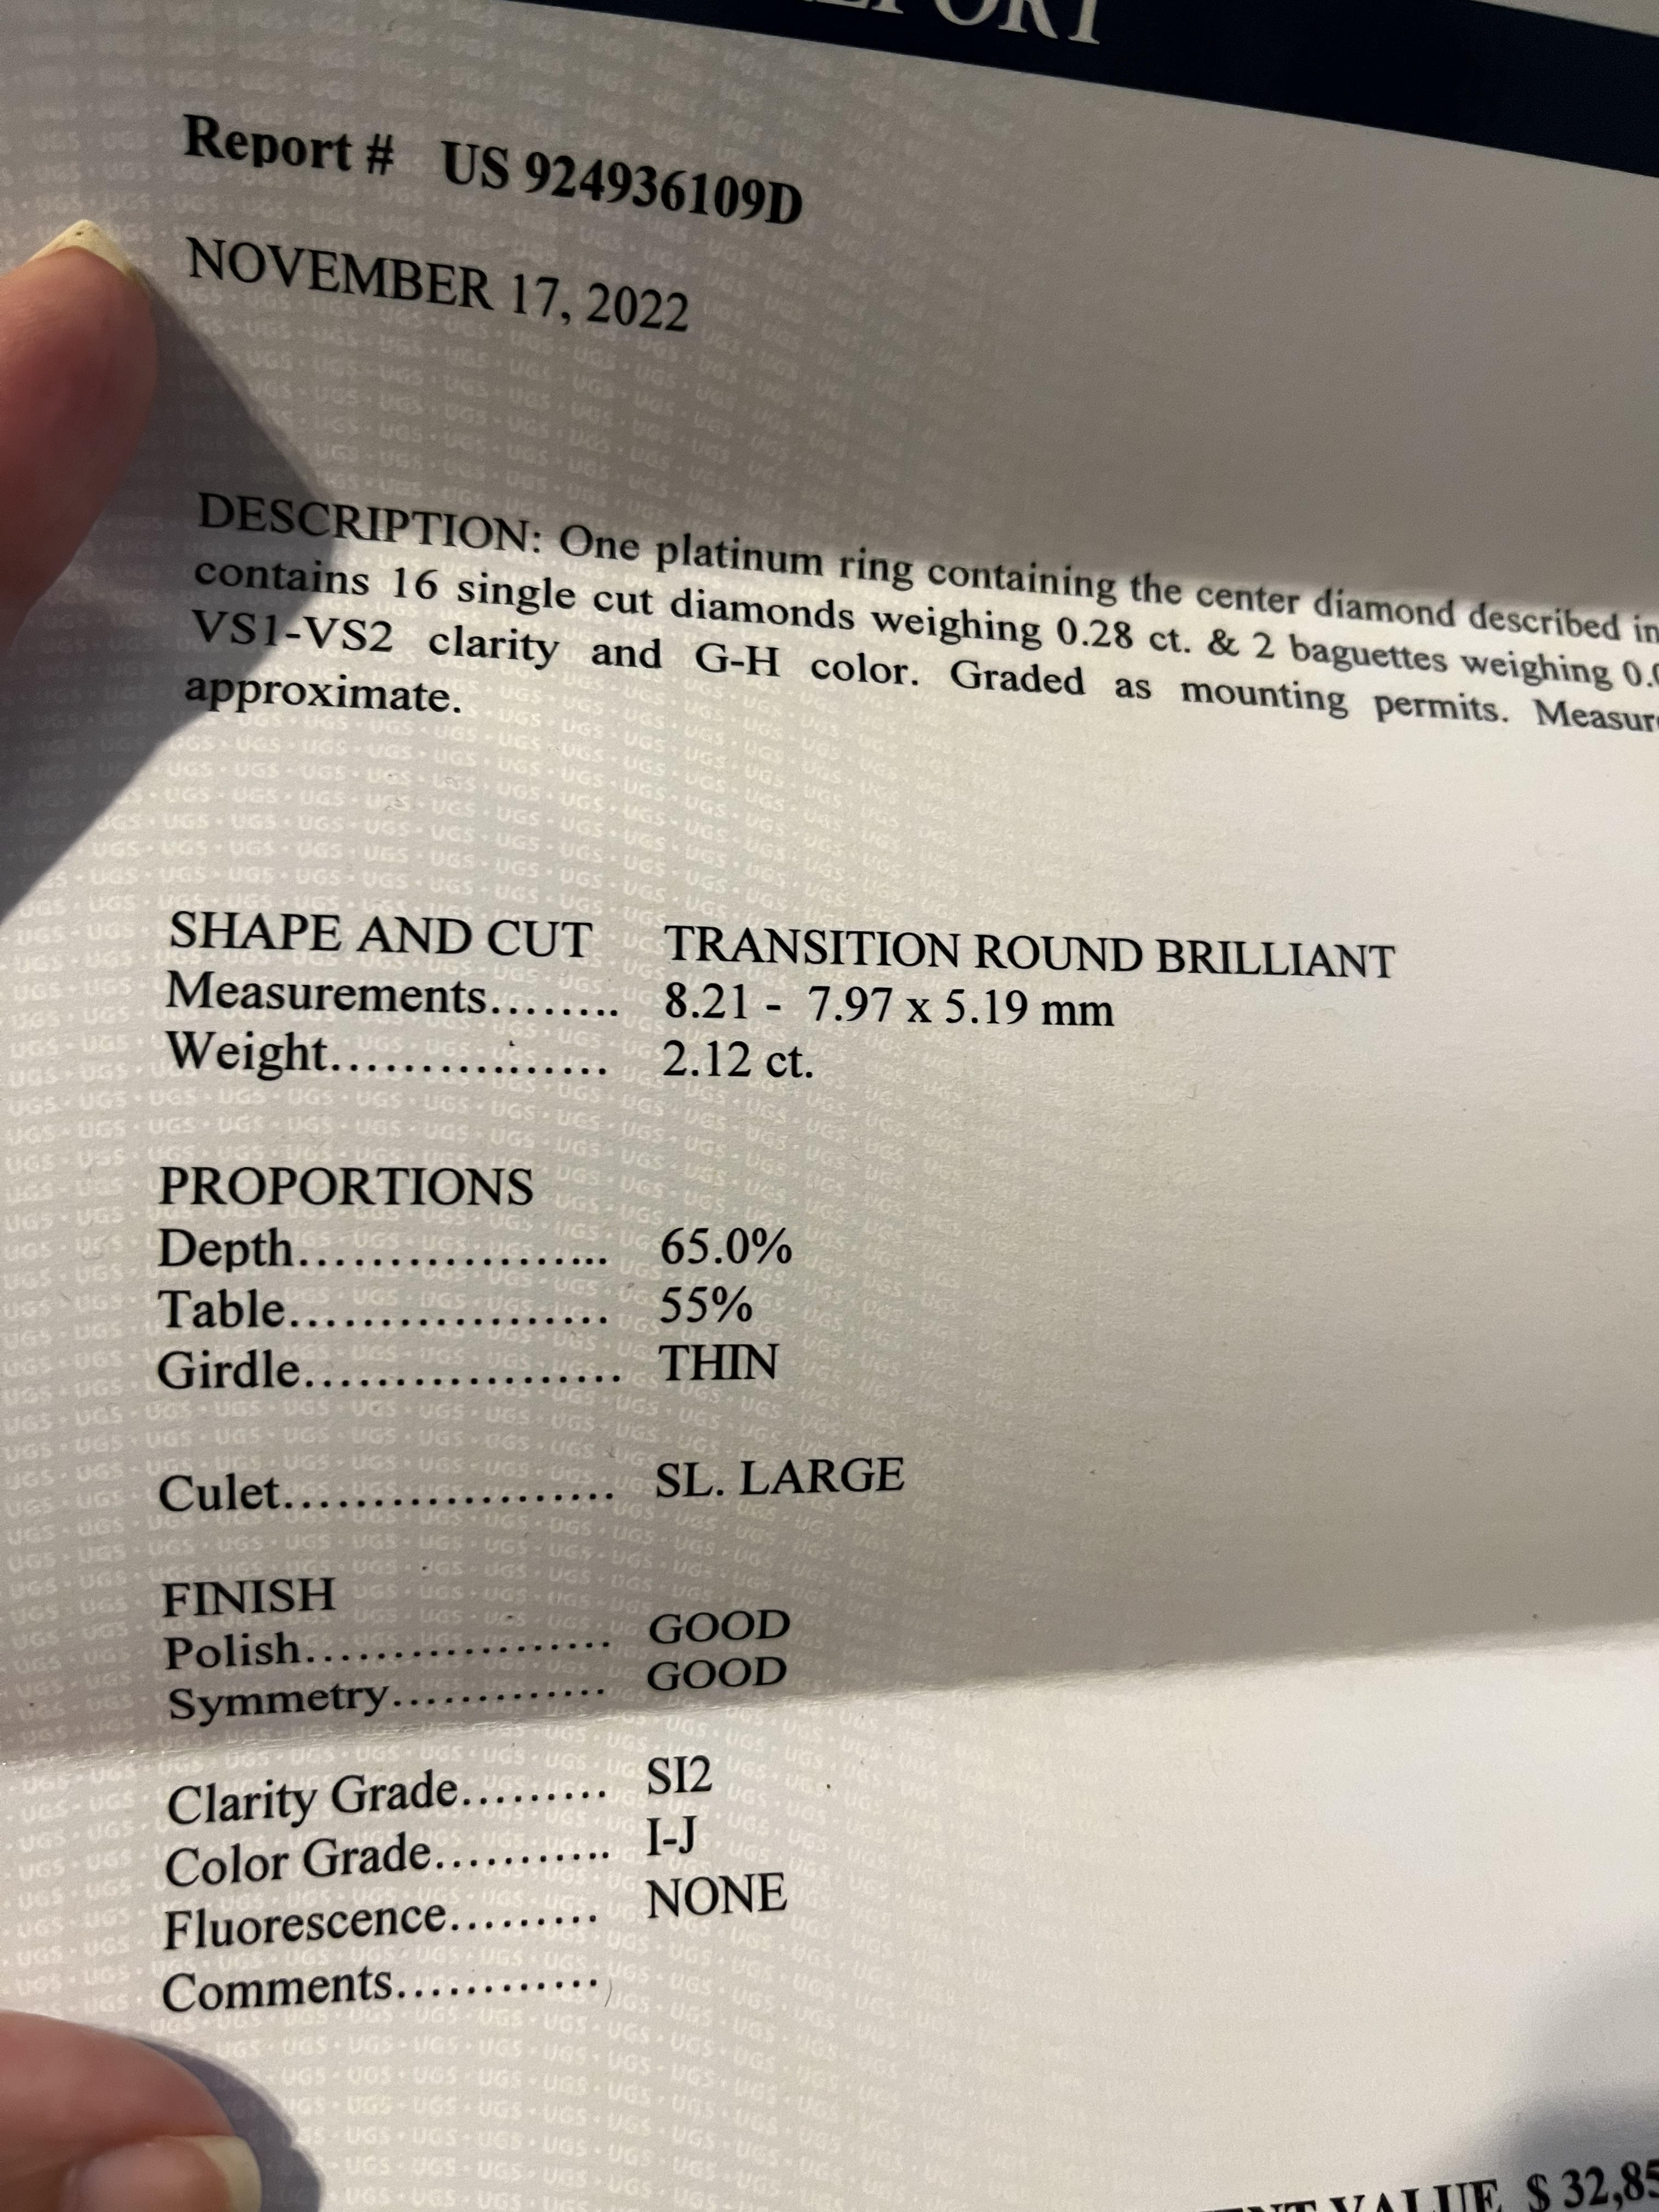 Report # US 924936109D
NOVEMBER 17, 2022
DESCRIPTION: One platinum ring containing the center diamond described in
contains 16 single cut diamonds weighing 0.28 ct. & 2 baguettes weighing
VS1-VS2 clarity and G-H color. Graded as mounting permits.
approximate.
SHAPE AND CUT TRANSITION ROUND BRILLIANT
Measurements........ 8.21 - 7.97 x 5.19 mm
Weight.................. 2.12 ct.
PROPORTIONS
Depth.................... 65.0%
Table..................... 55%
Girdle..................... THIN
Culet...................... SL. LARGE
FINISH
Polish.................... GOOD
Symmetry.............. GOOD
Clarity Grade......... SI2
Color Grade........... I-J
Fluorescence......... NONE
Comments.............
VALUE $ 32,85